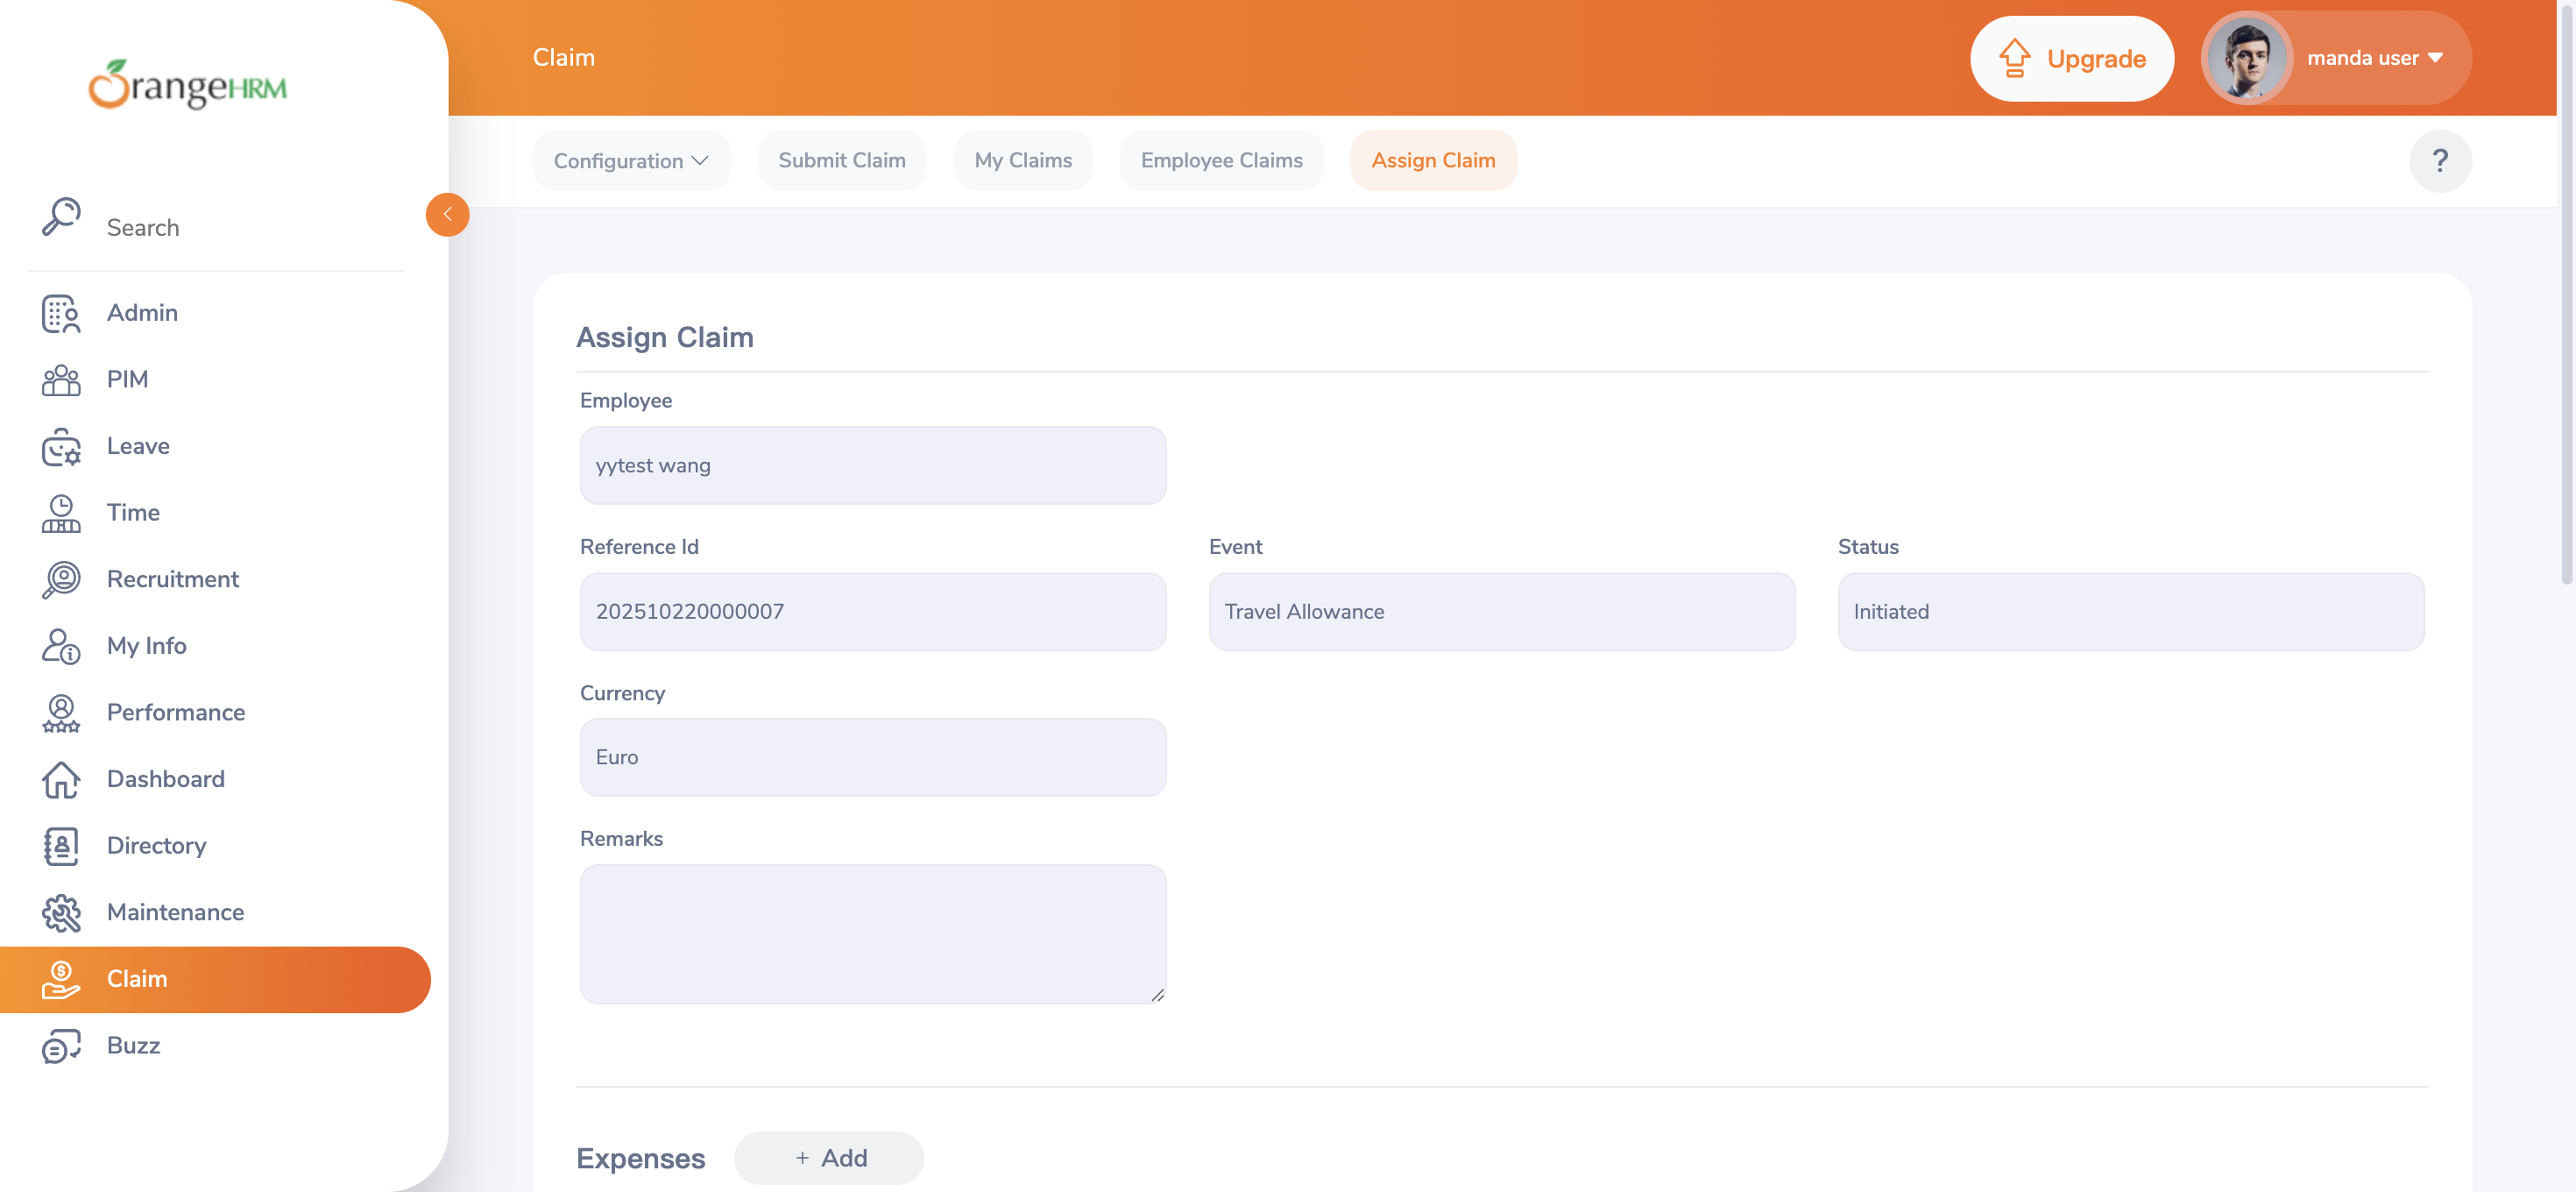 OrangeHRM
Claim
Upgrade
manda user
Configuration
Submit Claim
My Claims
Employee Claims
Assign Claim
?
Search
Admin
PIM
Leave
Time
Recruitment
My Info
Performance
Dashboard
Directory
Maintenance
Claim
Buzz
Assign Claim
Employee
yytest wang
Reference Id
Event
Status
202510220000007
Travel Allowance
Initiated
Currency
Euro
Remarks
Expenses
+ Add